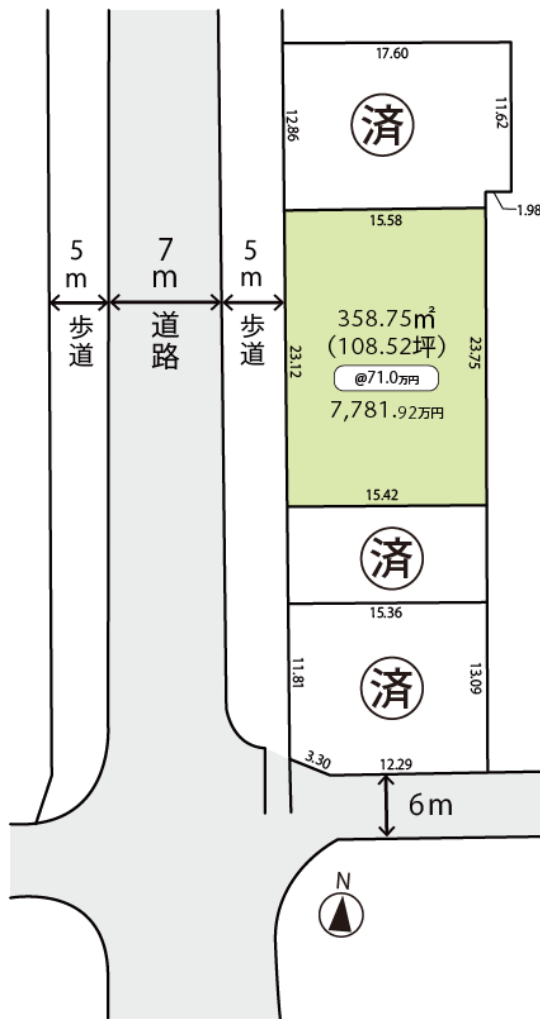 17.60
12.86
済
11.62
1.98
15.58
5
m
歩道
7
m
道路
5
m
歩道
23.12
358.75㎡
(108.52坪)
@71.0万円
7,781.92万円
23.75
15.42
済
15.36
11.81
済
13.09
3.30
12.29
6m
N